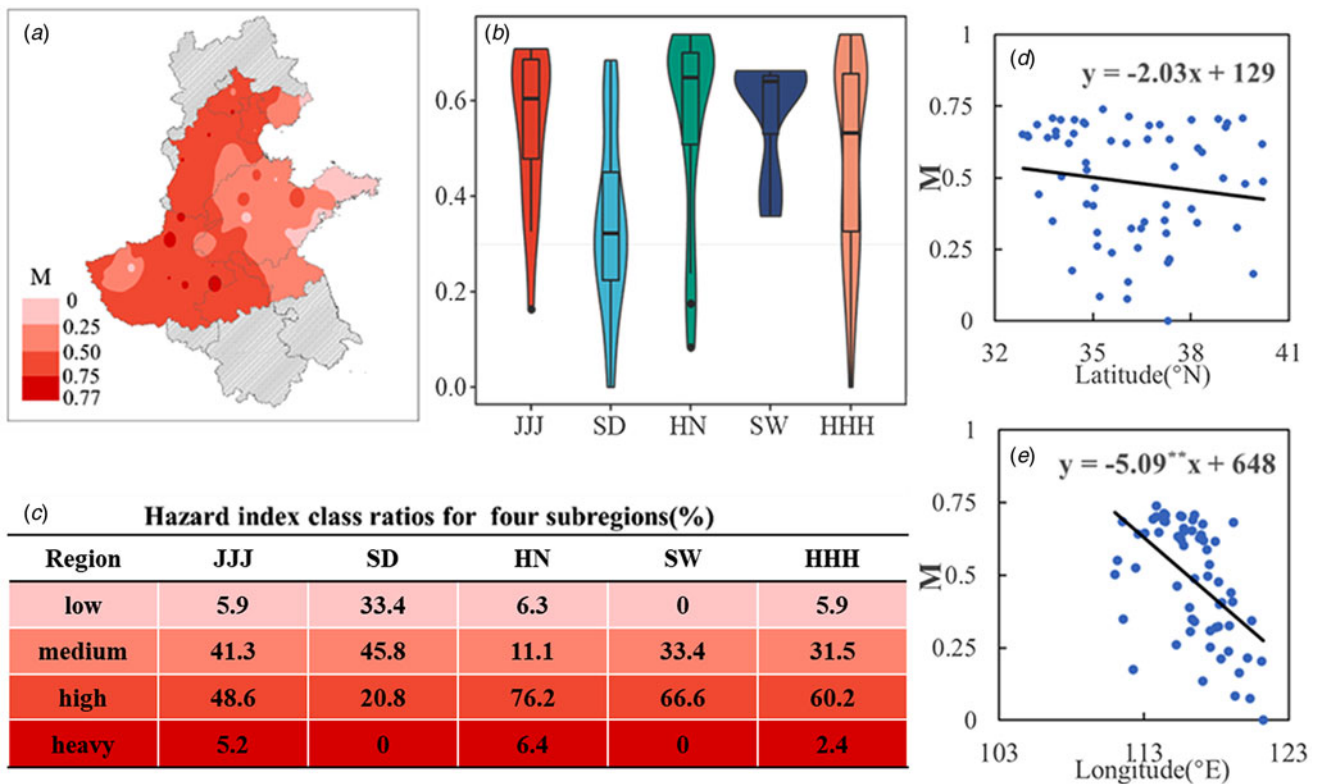 (a)
M
0
0.25
0.50
0.75
0.77
(b)
0.6
0.4
0.2
0.0
JJJ SD HN SW HHH
(c) Hazard index class ratios for four subregions(%)
Region JJJ SD HN SW HHH
low 5.9 33.4 6.3 0 5.9
medium 41.3 45.8 11.1 33.4 31.5
high 48.6 20.8 76.2 66.6 60.2
heavy 5.2 0 6.4 0 2.4
(d)
y = -2.03x + 129
M
1
0.75
0.5
0.25
0
32 35 38 41
Latitude(°N)
(e)
y = -5.09**x + 648
M
1
0.75
0.5
0.25
0
103 113 123
Longitude(°E)